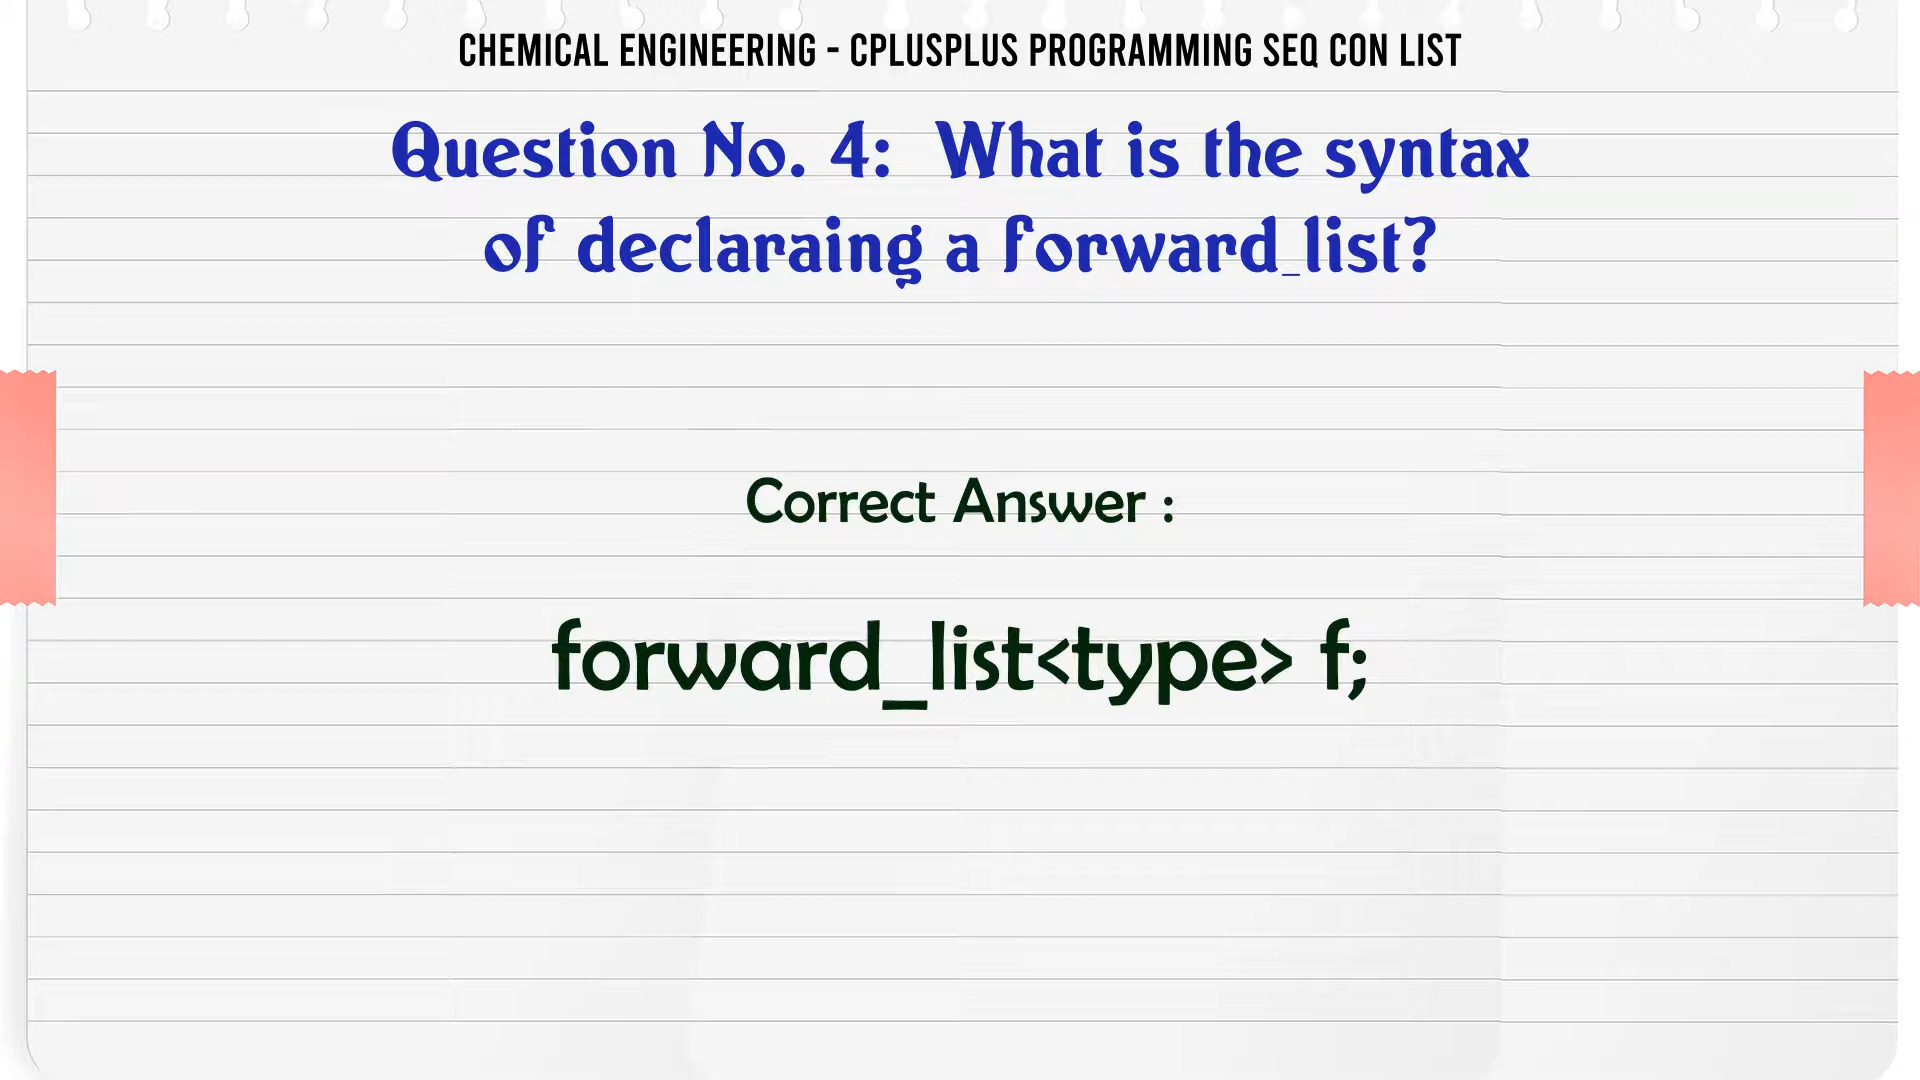 CHEMICAL ENGINEERING - CPLUSPLUS PROGRAMMING SEQ CON LIST
Question No. 4: What is the syntax
of declaraing a forward_list?
Correct Answer :
forward_list<type> f;